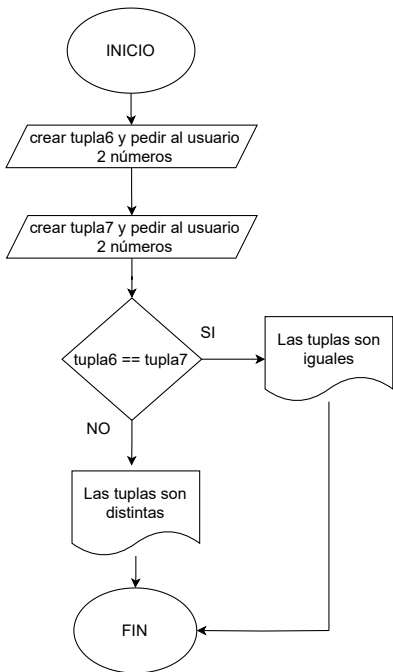 INICIO
crear tupla6 y pedir al usuario
2 números
crear tupla7 y pedir al usuario
2 números
tupla6 == tupla7
SI
Las tuplas son
iguales
NO
Las tuplas son
distintas
FIN